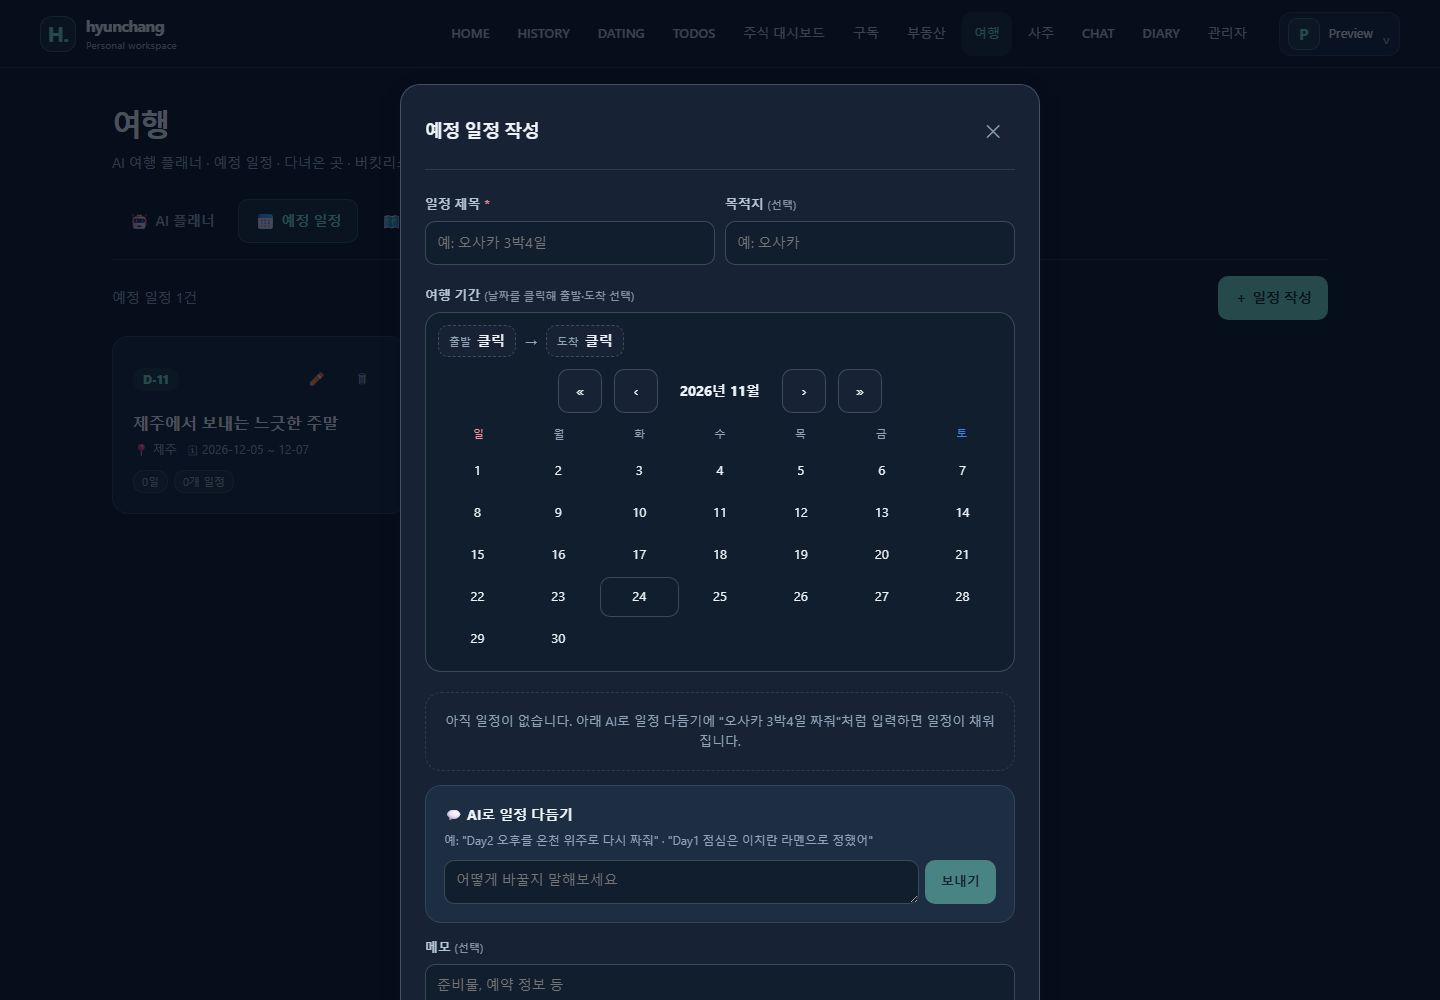 H.
hyunchang
Personal workspace
HOME
HISTORY
DATING
TODOS
주식 대시보드
구독
부동산
여행
사주
CHAT
DIARY
관리자
P
Preview
여행
AI 여행 플래너 · 예정 일정 · 다녀온 곳 · 버킷리
AI 플래너
예정 일정
예정 일정 1건
+ 일정 작성
D-11
제주에서 보내는 느긋한 주말
제주
2026-12-05 ~ 12-07
0일
0개 일정
예정 일정 작성
일정 제목 *
목적지 (선택)
예: 오사카 3박4일
예: 오사카
여행 기간 (날짜를 클릭해 출발·도착 선택)
출발 클릭 → 도착 클릭
« ‹ 2026년 11월 › »
일 월 화 수 목 금 토
1 2 3 4 5 6 7
8 9 10 11 12 13 14
15 16 17 18 19 20 21
22 23 24 25 26 27 28
29 30
아직 일정이 없습니다. 아래 AI로 일정 다듬기에 "오사카 3박4일 짜줘"처럼 입력하면 일정이 채워
집니다.
AI로 일정 다듬기
예: "Day2 오후를 온천 위주로 다시 짜줘" · "Day1 점심은 이치란 라멘으로 정했어"
어떻게 바꿀지 말해보세요
보내기
메모 (선택)
준비물, 예약 정보 등